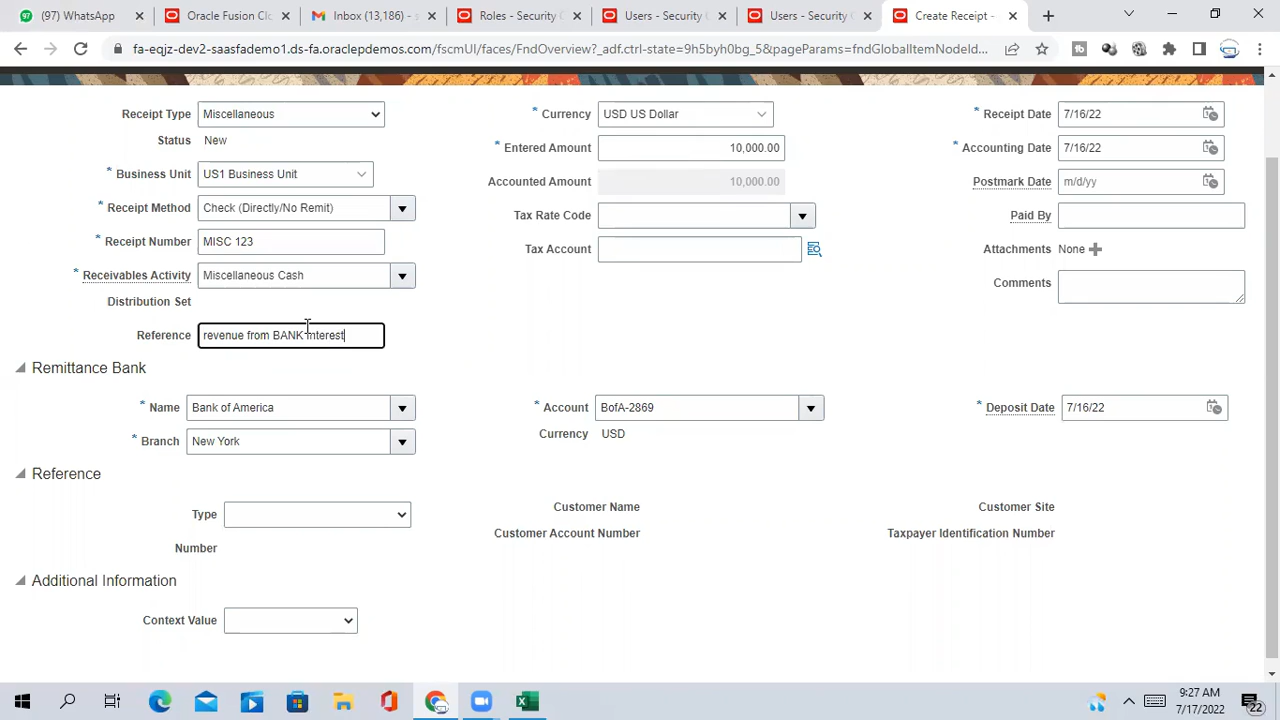 (97) WhatsApp
Oracle Fusion Cl
Inbox (13,186) -
Roles - Security
Users - Security
Users - Security
Create Receipt -
fa-eqjz-dev2-saasfademo1.ds-fa.oraclepdemos.com/fscmUI/faces/FndOverview?_adf.ctrl-state=9h5byh0bg_5&pageParams=fndGlobalItemNodeId...
Receipt Type Miscellaneous
* Currency USD US Dollar
* Receipt Date 7/16/22
Status New
* Entered Amount 10,000.00
* Accounting Date 7/16/22
* Business Unit US1 Business Unit
Accounted Amount 10,000.00
Postmark Date m/d/yy
* Receipt Method Check (Directly/No Remit)
Tax Rate Code
Paid By
* Receipt Number MISC 123
Tax Account
Attachments None
* Receivables Activity Miscellaneous Cash
Comments
Distribution Set
Reference revenue from BANK interest
Remittance Bank
* Name Bank of America
* Account BofA-2869
* Deposit Date 7/16/22
* Branch New York
Currency USD
Reference
Type
Customer Name
Customer Site
Customer Account Number
Taxpayer Identification Number
Number
Additional Information
Context Value
9:27 AM
7/17/2022
22